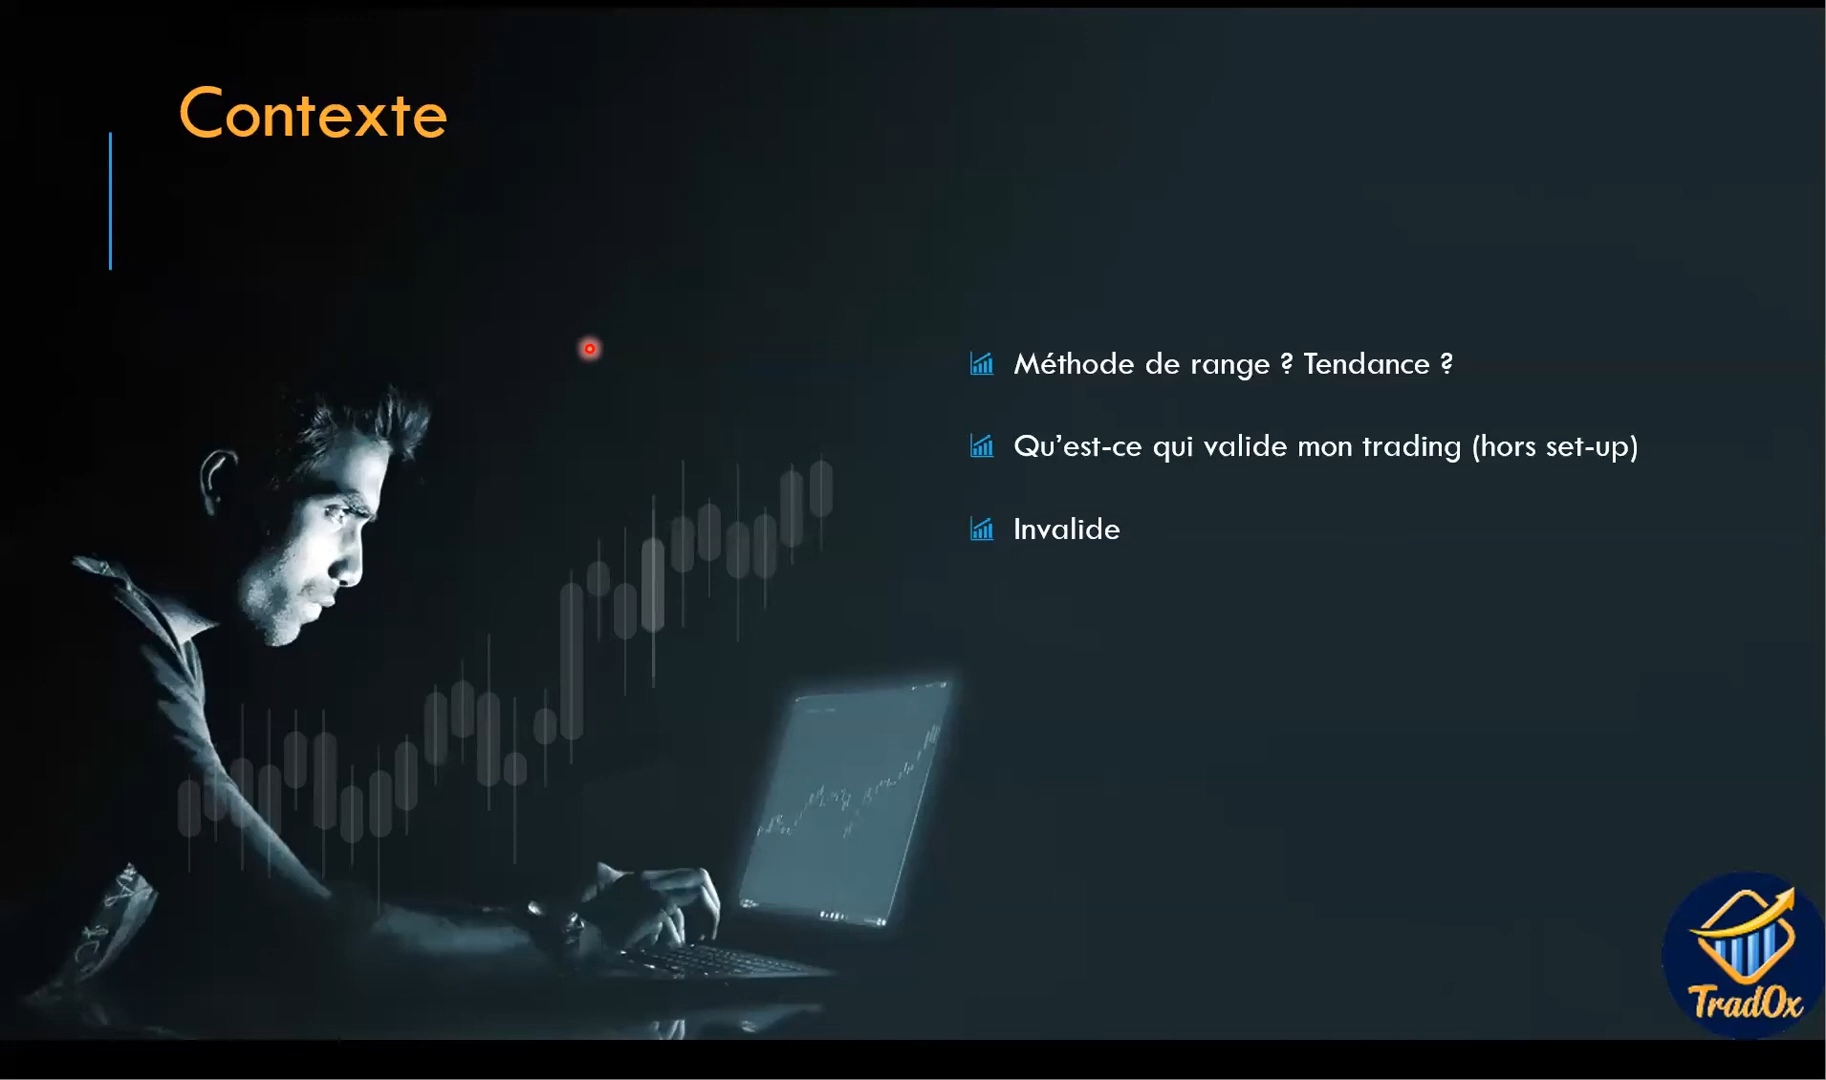 Contexte
Méthode de range ? Tendance ?
Qu’est-ce qui valide mon trading (hors set-up)
Invalide
TradOx